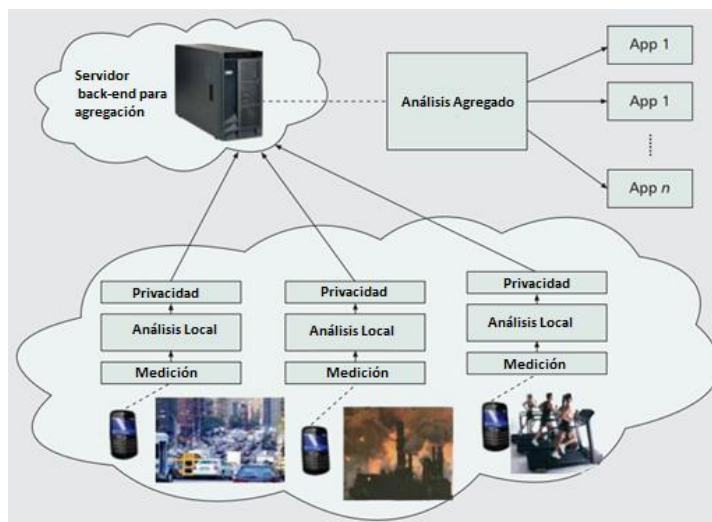 Servidor
back-end para
agregación
Análisis Agregado
App 1
App 1
App n
Privacidad
Análisis Local
Medición
Privacidad
Análisis Local
Medición
Privacidad
Análisis Local
Medición